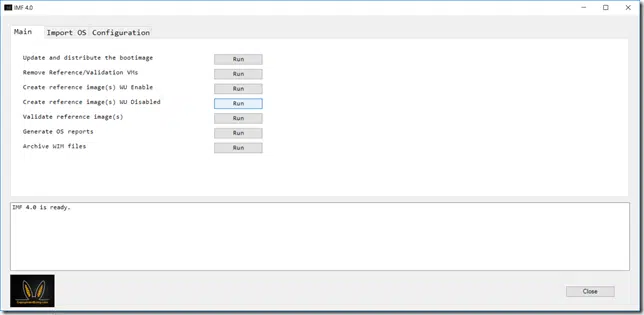 IMF 4.0
Main Import OS Configuration
Update and distribute the bootimage Run
Remove Reference/Validation VMs Run
Create reference image(s) WU Enable Run
Create reference image(s) WU Disabled Run
Validate reference image(s) Run
Generate OS reports Run
Archive WIM files Run
IMF 4.0 is ready.
Close